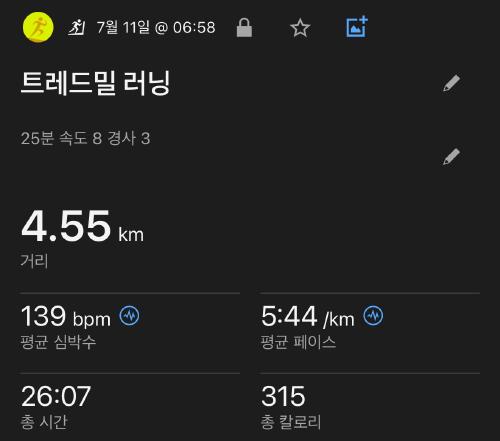 7월 11일 @ 06:58
트레드밀 러닝
25분 속도 8 경사 3
4.55 km
거리
139 bpm
평균 심박수
5:44 /km
평균 페이스
26:07
총 시간
315
총 칼로리